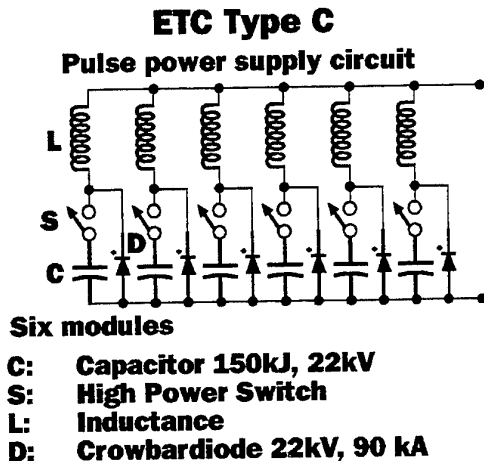 ETC Type C
Pulse power supply circuit
L
S
D
C
Six modules
C: Capacitor 150kJ, 22kV
S: High Power Switch
L: Inductance
D: Crowbardiode 22kV, 90 kA